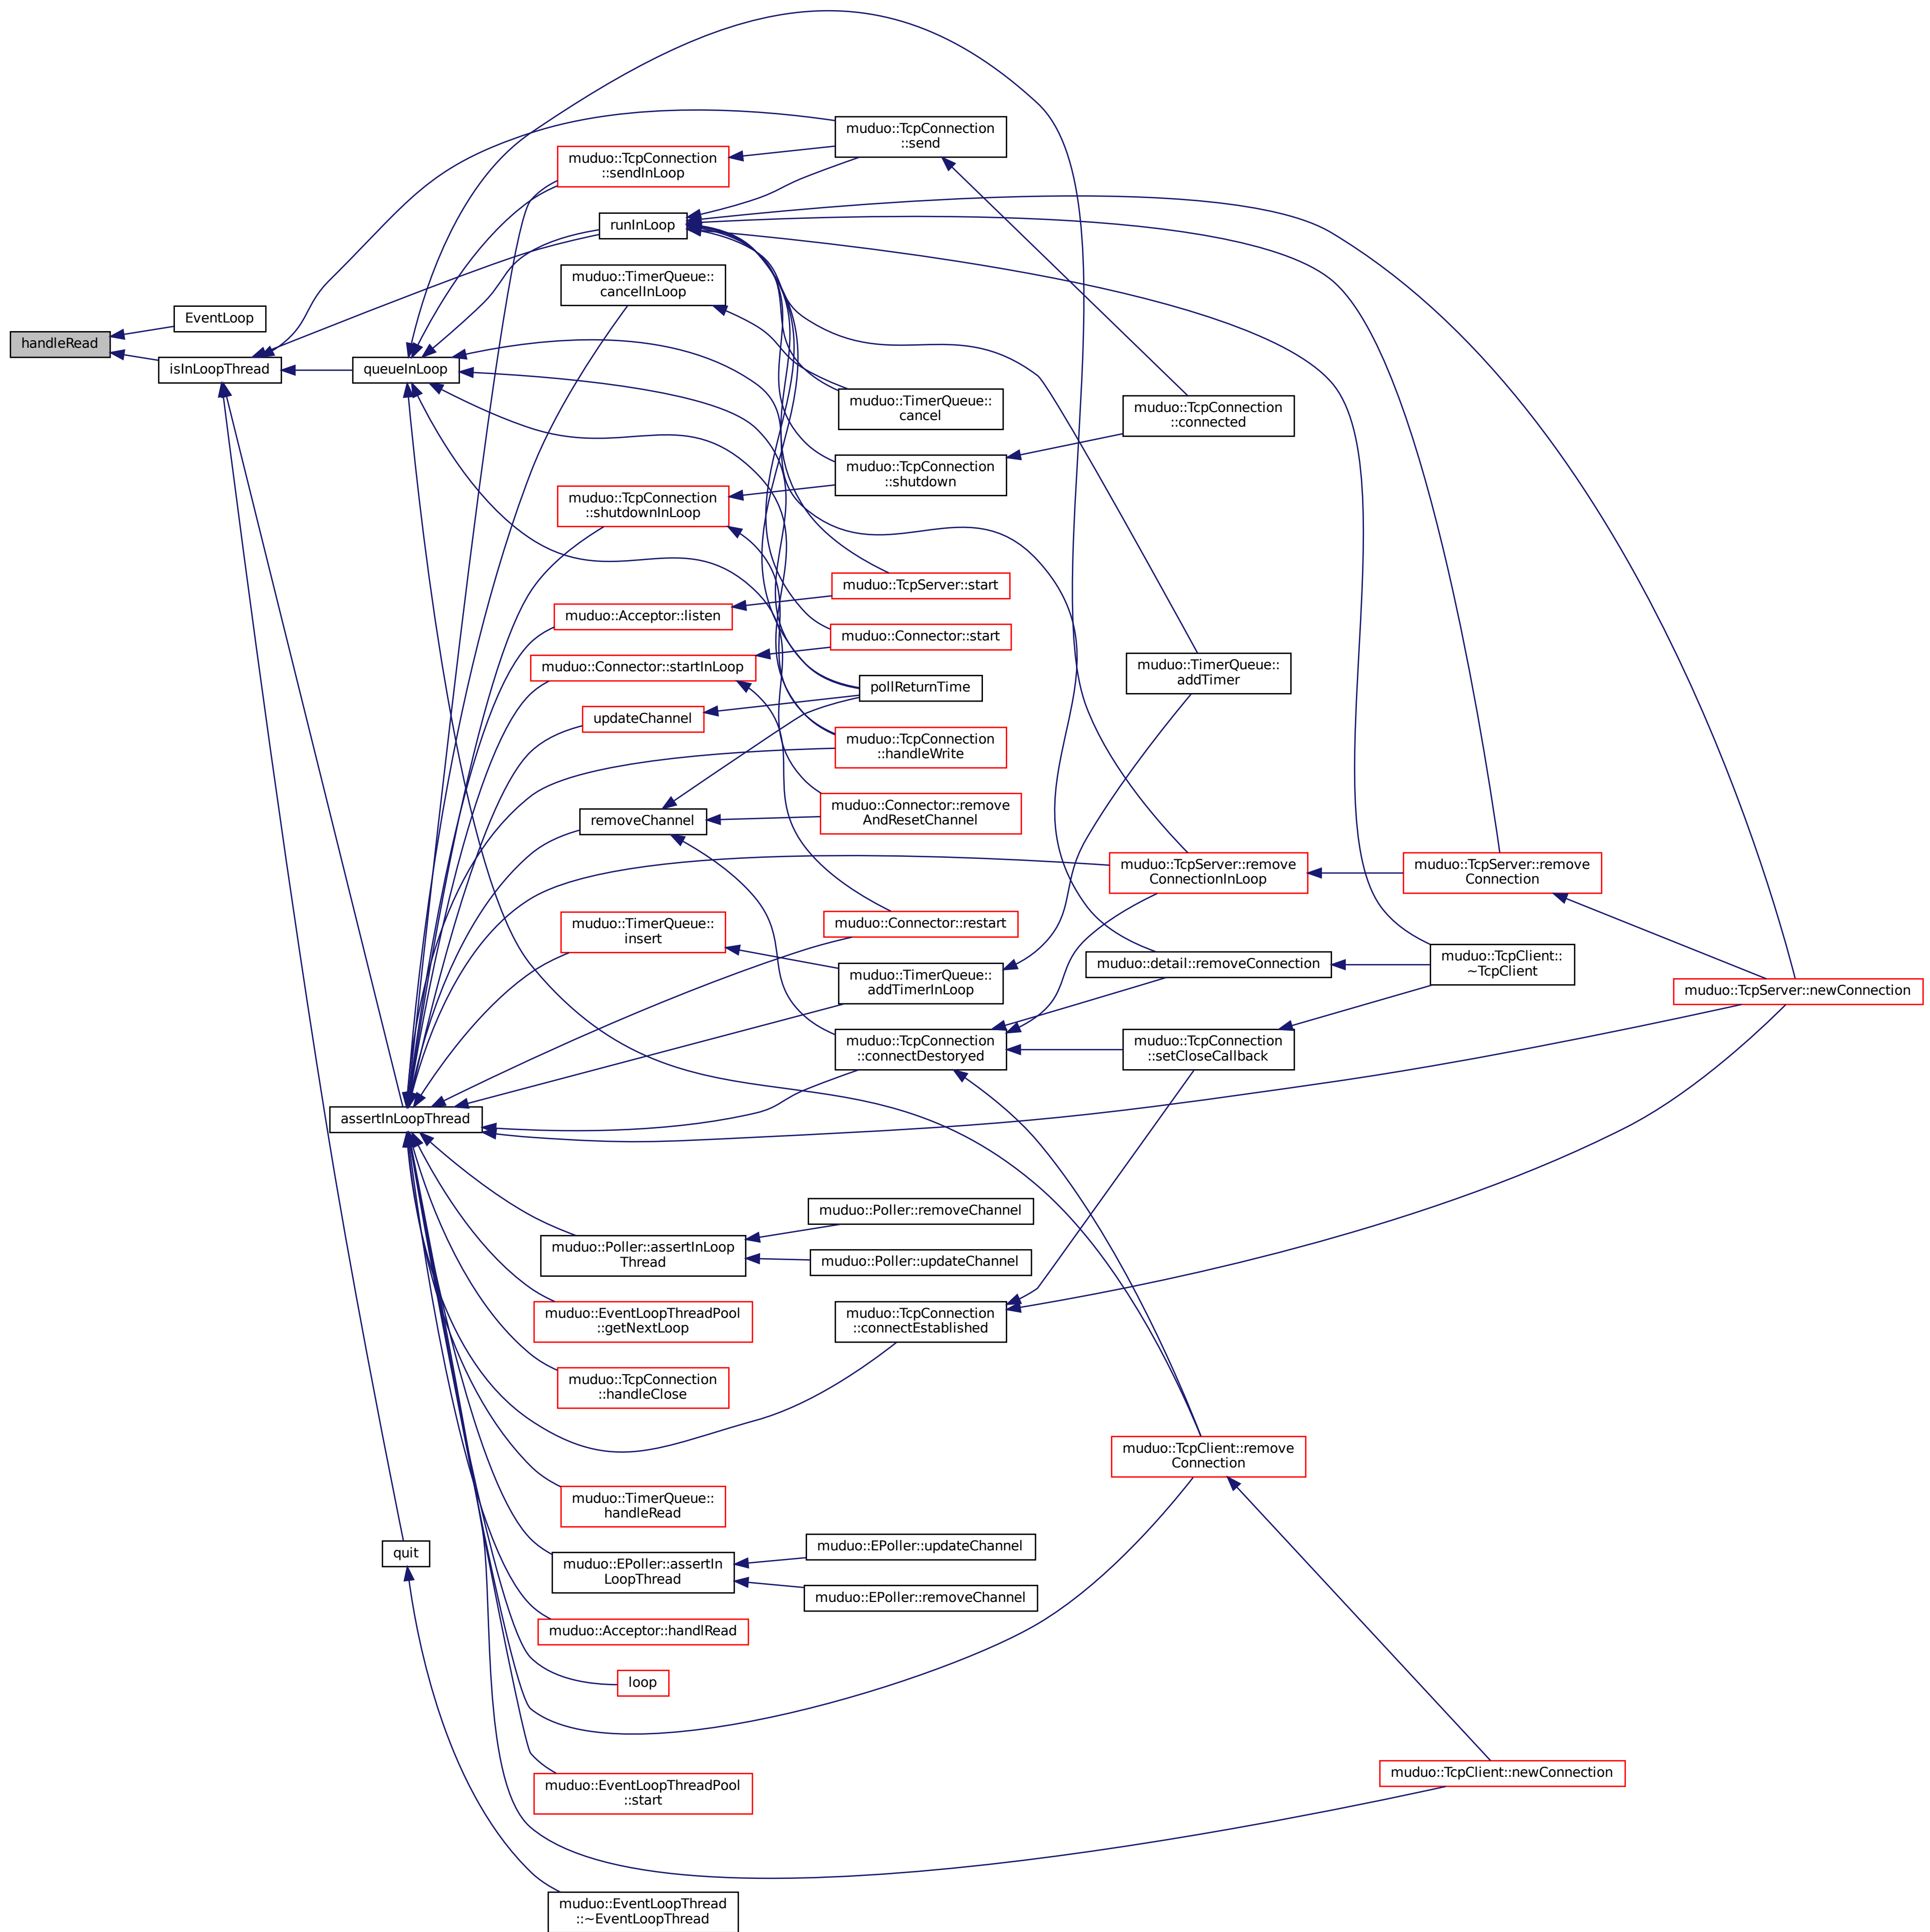 muduo::TcpConnection
::send
muduo::TcpConnection
::sendInLoop
runInLoop
muduo::TimerQueue::
cancelInLoop
EventLoop
handleRead
isInLoopThread
queueInLoop
muduo::TimerQueue::
cancel
muduo::TcpConnection
::connected
muduo::TcpConnection
::shutdown
muduo::TcpConnection
::shutdownInLoop
muduo::TcpServer::start
muduo::Acceptor::listen
muduo::Connector::start
muduo::Connector::startInLoop
muduo::TimerQueue::
addTimer
pollReturnTime
updateChannel
muduo::TcpConnection
::handleWrite
muduo::Connector::remove
AndResetChannel
removeChannel
muduo::TcpServer::remove
ConnectionInLoop
muduo::TcpServer::remove
Connection
muduo::Connector::restart
muduo::TimerQueue::
insert
muduo::detail::removeConnection
muduo::TcpClient::
~TcpClient
muduo::TimerQueue::
addTimerInLoop
muduo::TcpServer::newConnection
muduo::TcpConnection
::connectDestoryed
muduo::TcpConnection
::setCloseCallback
assertInLoopThread
muduo::Poller::removeChannel
muduo::Poller::assertInLoop
Thread
muduo::Poller::updateChannel
muduo::EventLoopThreadPool
::getNextLoop
muduo::TcpConnection
::connectEstablished
muduo::TcpConnection
::handleClose
muduo::TcpClient::remove
Connection
muduo::TimerQueue::
handleRead
quit
muduo::EPoller::updateChannel
muduo::EPoller::assertIn
LoopThread
muduo::EPoller::removeChannel
muduo::Acceptor::handlRead
loop
muduo::EventLoopThreadPool
::start
muduo::TcpClient::newConnection
muduo::EventLoopThread
::~EventLoopThread